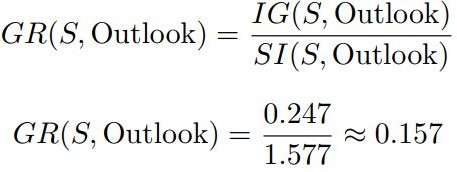 GR(S, Outlook) = IG(S, Outlook) / SI(S, Outlook)
GR(S, Outlook) = 0.247 / 1.577 ≈ 0.157